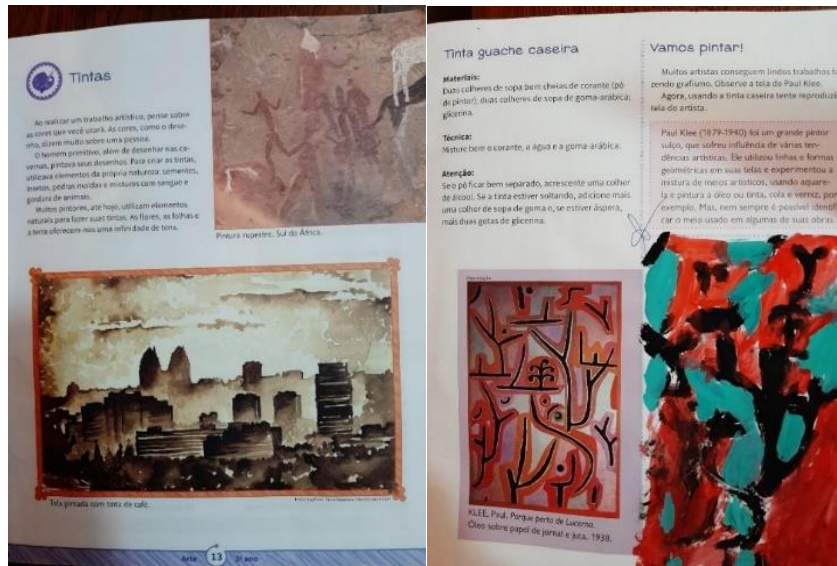 Tintas
Ao realizar um trabalho artístico, pense sobre
as cores que você usará. As cores, como o dese-
nho, dizem muito sobre uma pessoa.
O homem primitivo, além de desenhar nas ca-
vernas, pintava seus desenhos. Para criar as tintas,
utilizava elementos da própria natureza: sementes,
insetos, pedras moídas e misturas com sangue e
gordura de animais.
Muitos pintores, até hoje, utilizam elementos
naturais para fazer suas tintas. As flores, as folhas e
a terra oferecem-nos uma infinidade de tons.
Pintura rupestre, Sul da África.
Tela pintada com tinta de café.
Arte 13 3º ano
Tinta guache caseira
Materiais:
Duas colheres de sopa bem cheias de corante (pó
de pintor); duas colheres de sopa de goma-arábica;
glicerina.
Técnica:
Misture bem o corante, a água e a goma-arábica.
Atenção:
Se o pó ficar bem separado, acrescente uma colher
de álcool. Se a tinta estiver soltando, adicione mais
uma colher de sopa de goma e, se estiver áspera,
mais duas gotas de glicerina.
KLEE, Paul. Parque perto de Lucerna.
Óleo sobre papel de jornal e juta, 1938.
Vamos pintar!
Muitos artistas conseguem lindos trabalhos fa
zendo grafismo. Observe a tela de Paul Klee.
Agora, usando a tinta caseira tente reproduzi
tela do artista.
Paul Klee (1879-1940) foi um grande pintor
suíço, que sofreu influência de várias ten-
dências artísticas. Ele utilizou linhas e formas
geométricas em suas telas e experimentou a
mistura de meios artísticos, usando aquare-
la e pintura a óleo ou tinta, cola e verniz, por
exemplo. Mas, nem sempre é possível identifi
car o meio usado em algumas de suas obras.